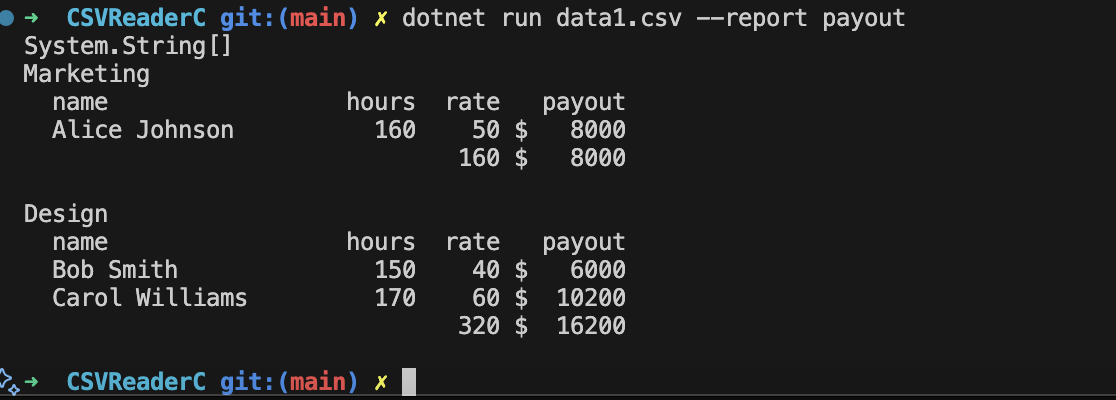 ➜  CSVReaderC git:(main) ✗ dotnet run data1.csv --report payout
System.String[]
Marketing
  name                 hours  rate   payout
  Alice Johnson          160    50 $   8000
                               160 $   8000

Design
  name                 hours  rate   payout
  Bob Smith              150    40 $   6000
  Carol Williams         170    60 $  10200
                               320 $  16200

➜  CSVReaderC git:(main) ✗